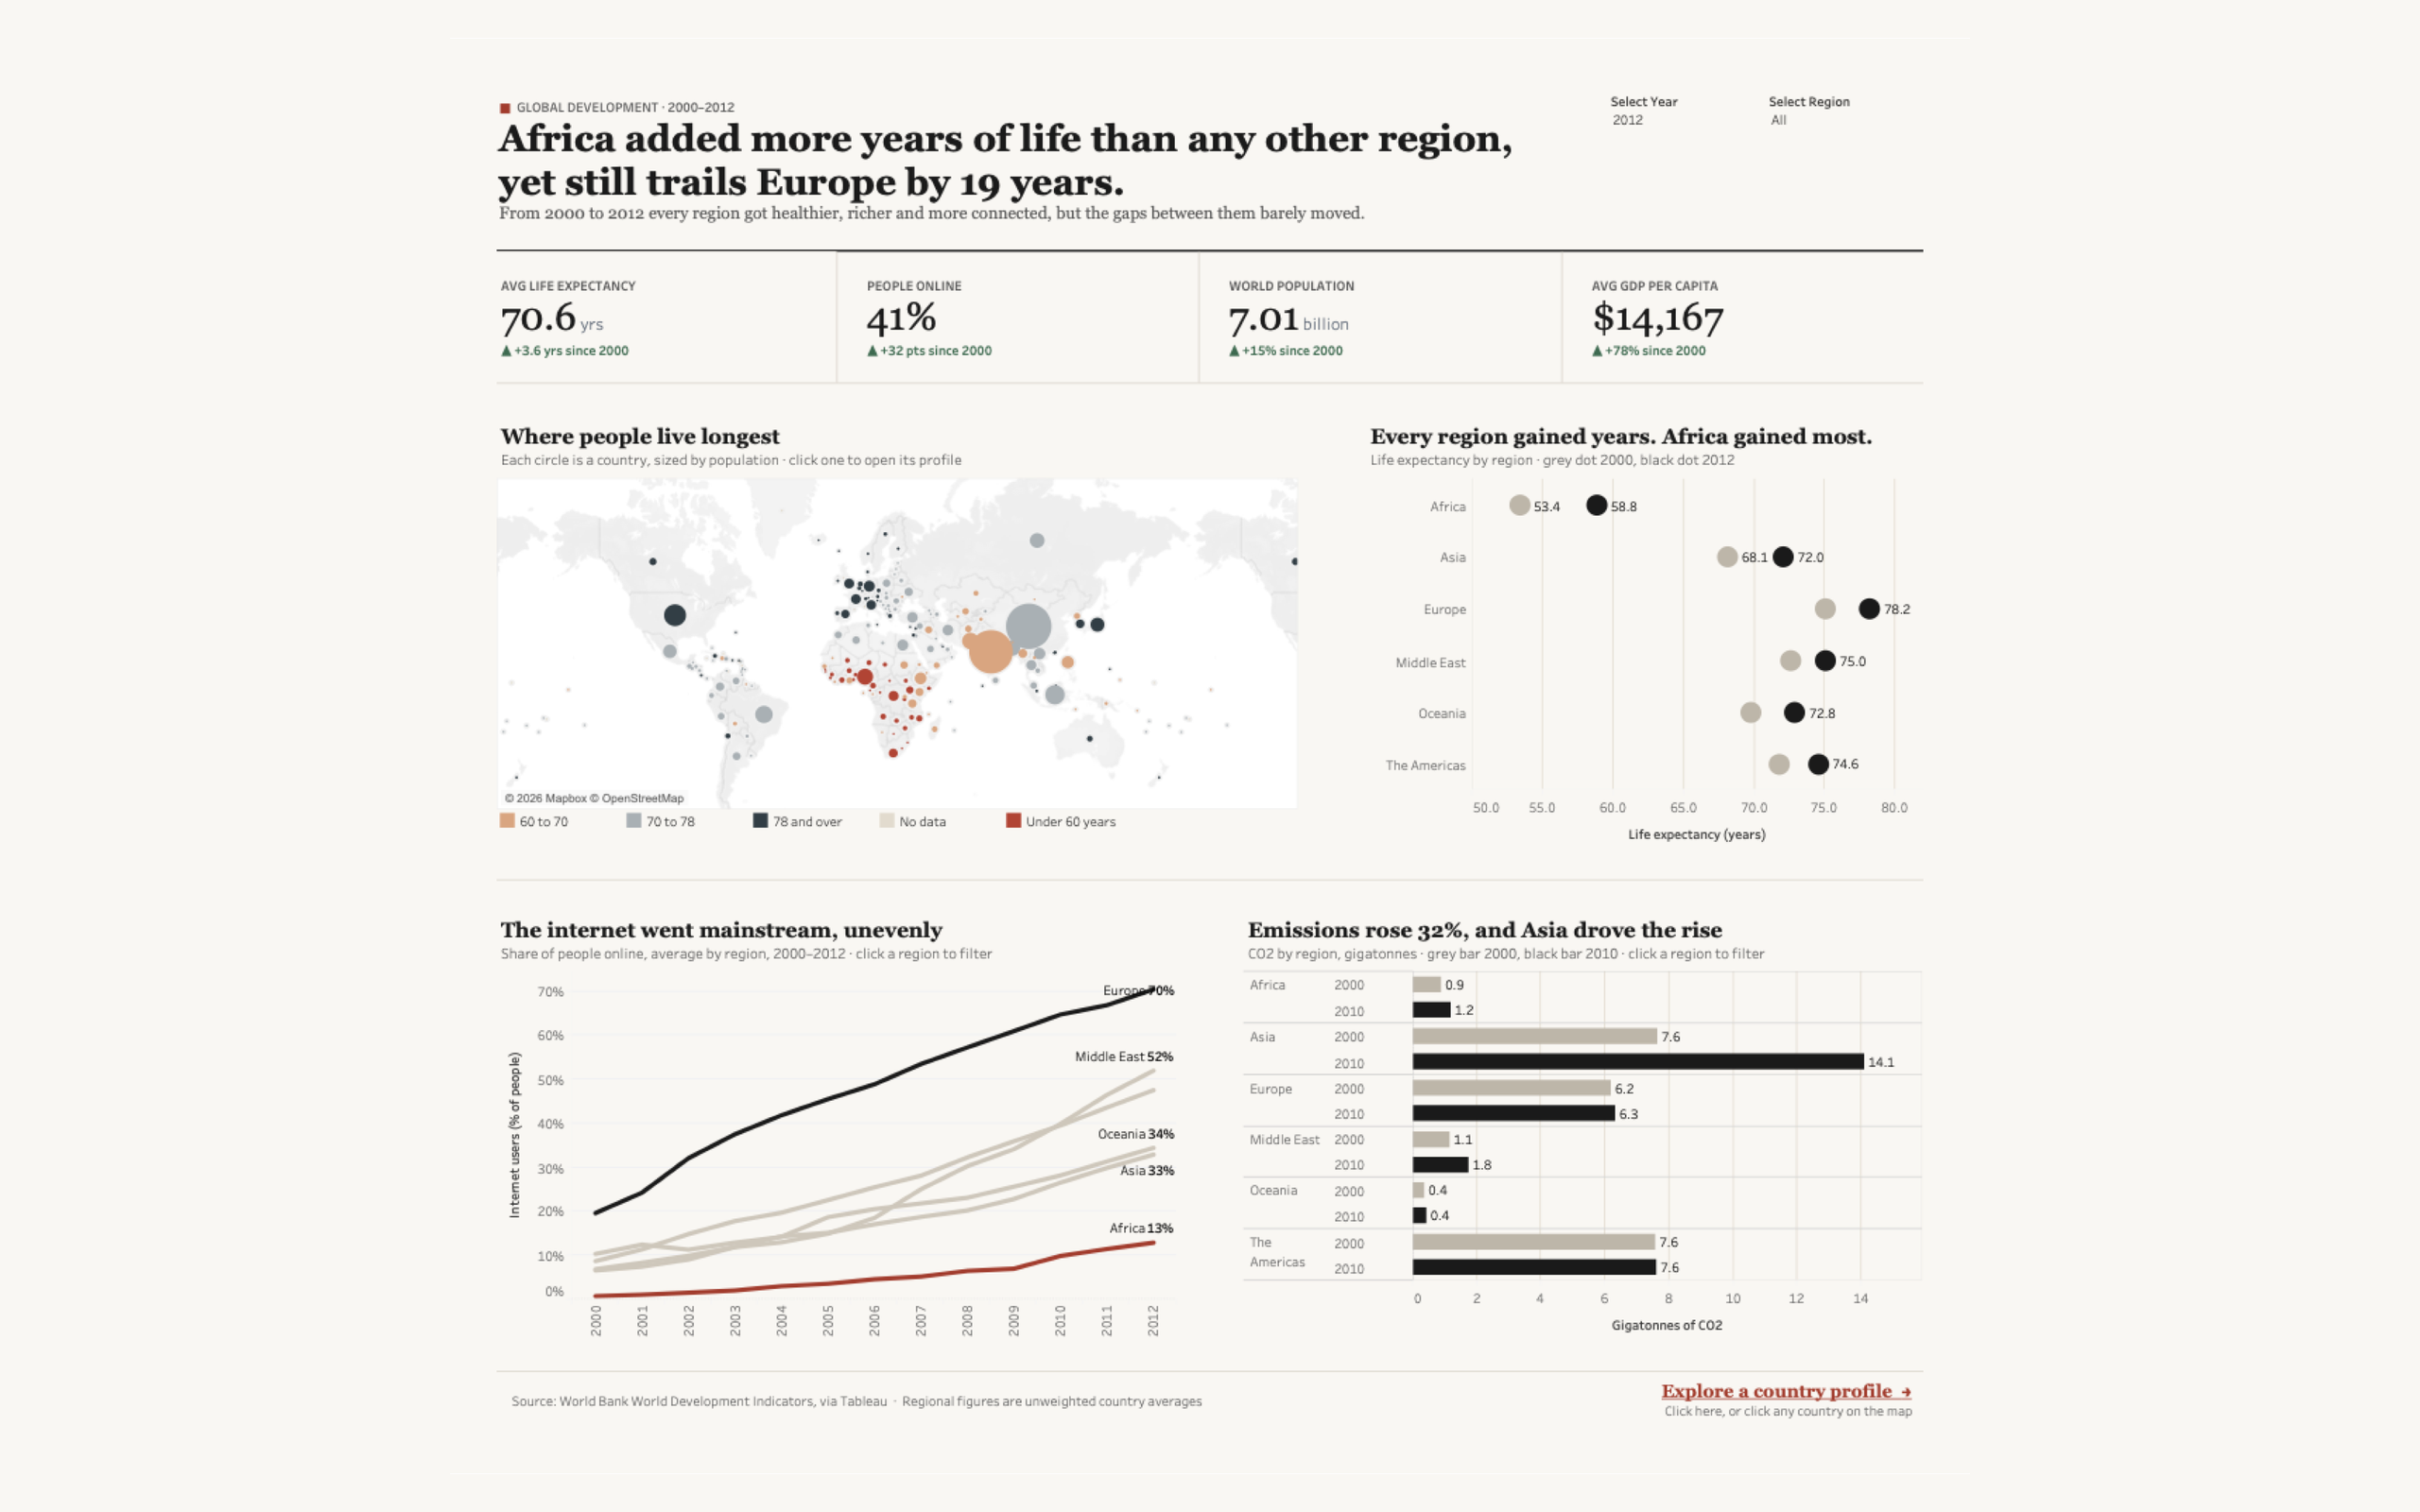 GLOBAL DEVELOPMENT · 2000–2012
Africa added more years of life than any other region,
yet still trails Europe by 19 years.
From 2000 to 2012 every region got healthier, richer and more connected, but the gaps between them barely moved.
Select Year
2012
Select Region
All
AVG LIFE EXPECTANCY
70.6 yrs
▲ +3.6 yrs since 2000
PEOPLE ONLINE
41%
▲ +32 pts since 2000
WORLD POPULATION
7.01 billion
▲ +15% since 2000
AVG GDP PER CAPITA
$14,167
▲ +78% since 2000
Where people live longest
Each circle is a country, sized by population · click one to open its profile
© 2026 Mapbox © OpenStreetMap
60 to 70
70 to 78
78 and over
No data
Under 60 years
Every region gained years. Africa gained most.
Life expectancy by region · grey dot 2000, black dot 2012
Africa 53.4 58.8
Asia 68.1 72.0
Europe 78.2
Middle East 75.0
Oceania 72.8
The Americas 74.6
50.0 55.0 60.0 65.0 70.0 75.0 80.0
Life expectancy (years)
The internet went mainstream, unevenly
Share of people online, average by region, 2000–2012 · click a region to filter
Internet users (% of people)
70%
60%
50%
40%
30%
20%
10%
0%
Europe 70%
Middle East 52%
Oceania 34%
Asia 33%
Africa 13%
2000 2001 2002 2003 2004 2005 2006 2007 2008 2009 2010 2011 2012
Emissions rose 32%, and Asia drove the rise
CO2 by region, gigatonnes · grey bar 2000, black bar 2010 · click a region to filter
Africa 2000 0.9
2010 1.2
Asia 2000 7.6
2010 14.1
Europe 2000 6.2
2010 6.3
Middle East 2000 1.1
2010 1.8
Oceania 2000 0.4
2010 0.4
The Americas 2000 7.6
2010 7.6
0 2 4 6 8 10 12 14
Gigatonnes of CO2
Source: World Bank World Development Indicators, via Tableau · Regional figures are unweighted country averages
Explore a country profile →
Click here, or click any country on the map